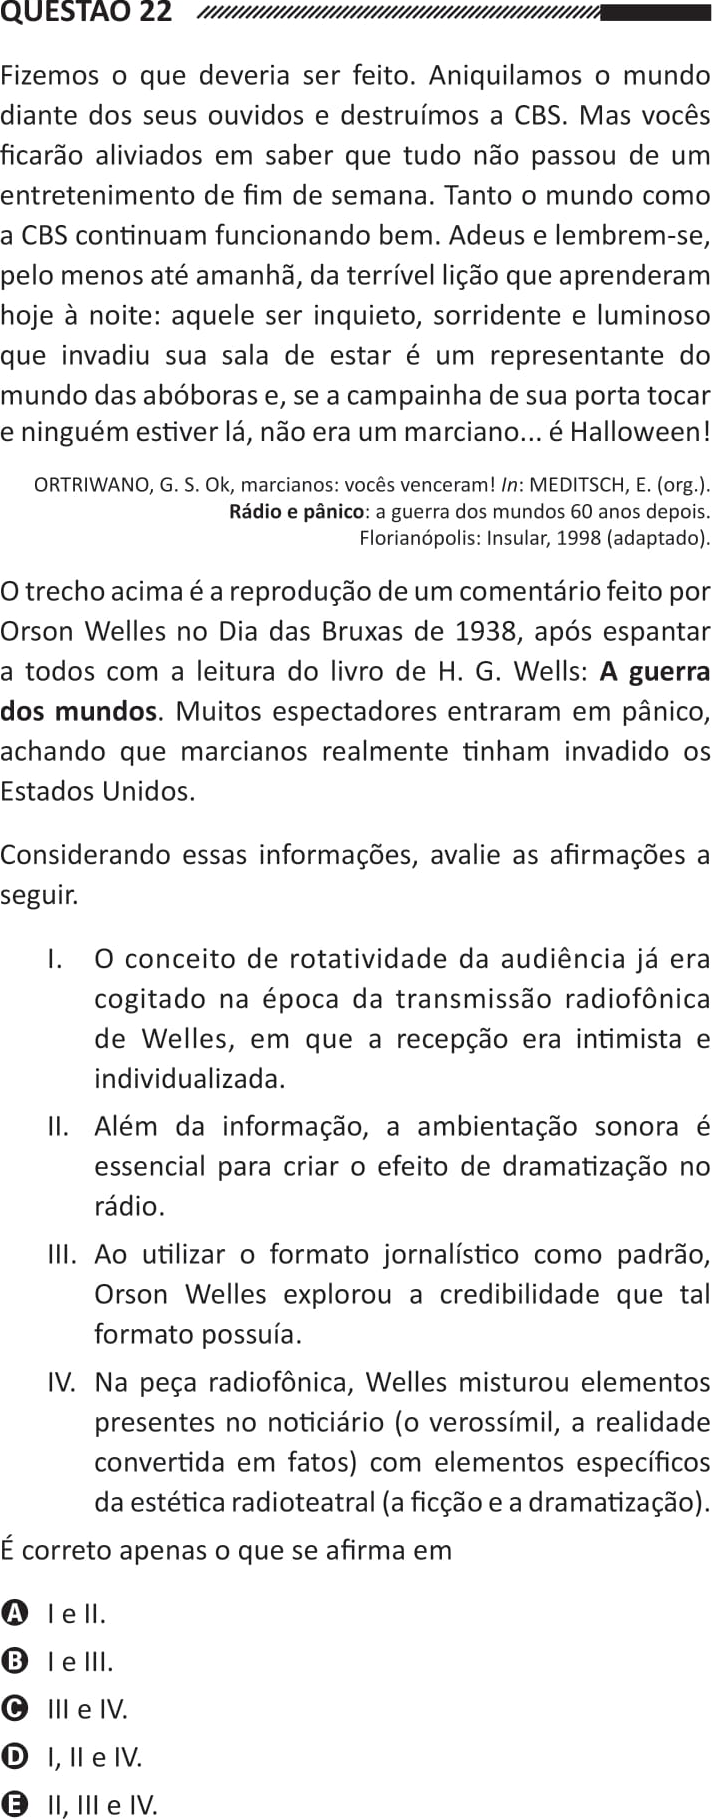 QUESTÃO 22
Fizemos o que deveria ser feito. Aniquilamos o mundo
diante dos seus ouvidos e destruímos a CBS. Mas vocês
ficarão aliviados em saber que tudo não passou de um
entretenimento de fim de semana. Tanto o mundo como
a CBS continuam funcionando bem. Adeus e lembrem-se,
pelo menos até amanhã, da terrível lição que aprenderam
hoje à noite: aquele ser inquieto, sorridente e luminoso
que invadiu sua sala de estar é um representante do
mundo das abóboras e, se a campainha de sua porta tocar
e ninguém estiver lá, não era um marciano... é Halloween!
ORTRIWANO, G. S. Ok, marcianos: vocês venceram! In: MEDITSCH, E. (org.).
Rádio e pânico: a guerra dos mundos 60 anos depois.
Florianópolis: Insular, 1998 (adaptado).
O trecho acima é a reprodução de um comentário feito por
Orson Welles no Dia das Bruxas de 1938, após espantar
a todos com a leitura do livro de H. G. Wells: A guerra
dos mundos. Muitos espectadores entraram em pânico,
achando que marcianos realmente tinham invadido os
Estados Unidos.
Considerando essas informações, avalie as afirmações a
seguir.
I. O conceito de rotatividade da audiência já era
cogitado na época da transmissão radiofônica
de Welles, em que a recepção era intimista e
individualizada.
II. Além da informação, a ambientação sonora é
essencial para criar o efeito de dramatização no
rádio.
III. Ao utilizar o formato jornalístico como padrão,
Orson Welles explorou a credibilidade que tal
formato possuía.
IV. Na peça radiofônica, Welles misturou elementos
presentes no noticiário (o verossímil, a realidade
convertida em fatos) com elementos específicos
da estética radioteatral (a ficção e a dramatização).
É correto apenas o que se afirma em
A I e II.
B I e III.
C III e IV.
D I, II e IV.
E II, III e IV.